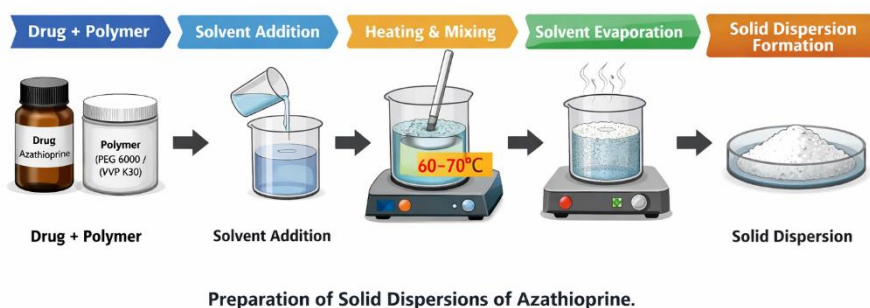 Drug + Polymer
Solvent Addition
Heating & Mixing
Solvent Evaporation
Solid Dispersion
Formation
Drug
Azathioprine
Polymer
(PEG 6000 /
(VVP K30)
60–70°C
Drug + Polymer
Solvent Addition
Solid Dispersion
Preparation of Solid Dispersions of Azathioprine.